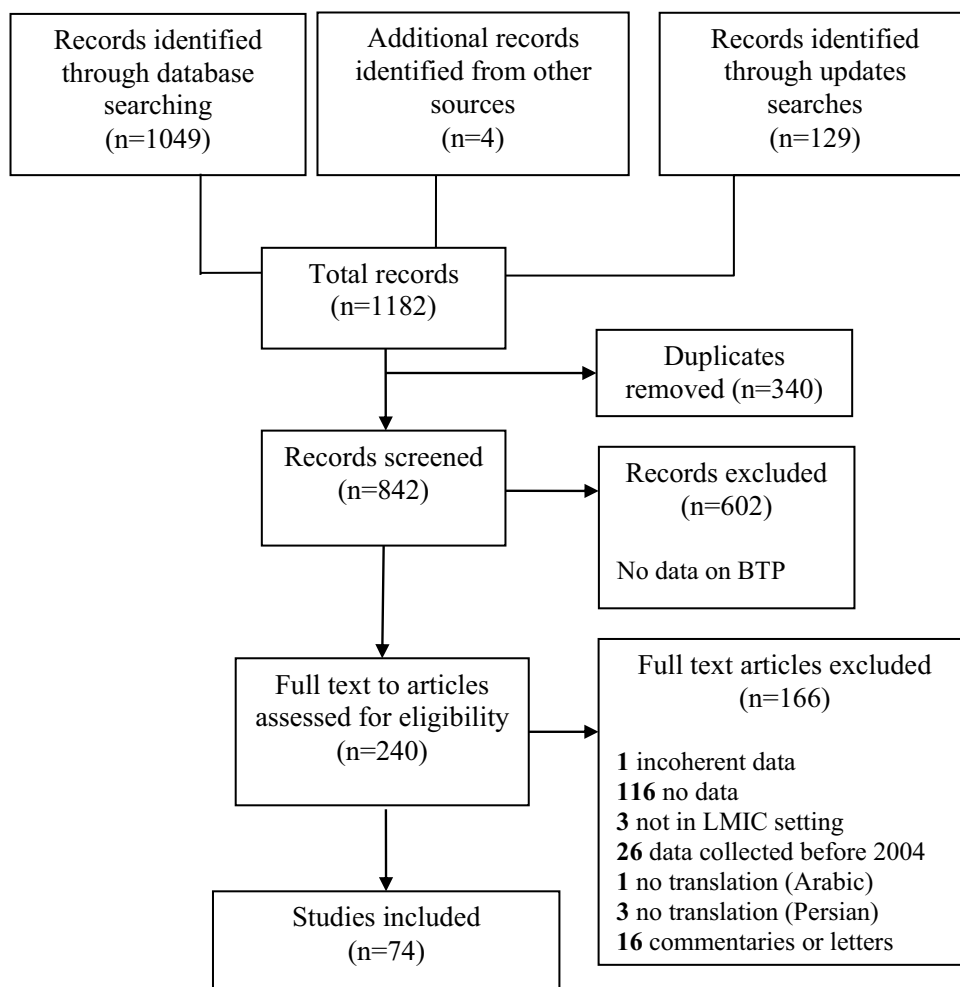 Records identified
through database
searching
(n=1049)
Additional records
identified from other
sources
(n=4)
Records identified
through updates
searches
(n=129)
Total records
(n=1182)
Duplicates
removed (n=340)
Records screened
(n=842)
Records excluded
(n=602)
No data on BTP
Full text to articles
assessed for eligibility
(n=240)
Full text articles excluded
(n=166)
1 incoherent data
116 no data
3 not in LMIC setting
26 data collected before 2004
1 no translation (Arabic)
3 no translation (Persian)
16 commentaries or letters
Studies included
(n=74)